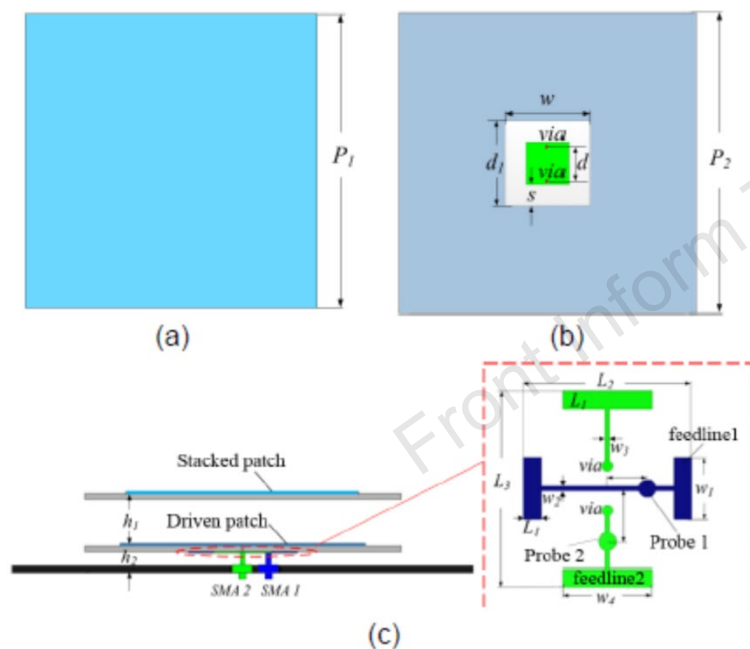 P1
(a)
w
via
d1
d
via
s
P2
(b)
Front Inform T
Stacked patch
h1
Driven patch
h2
SMA 2
SMA 1
L2
L1
feedline1
w3
via
L3
w2
w1
via
L1
Probe 1
Probe 2
feedline2
w4
(c)